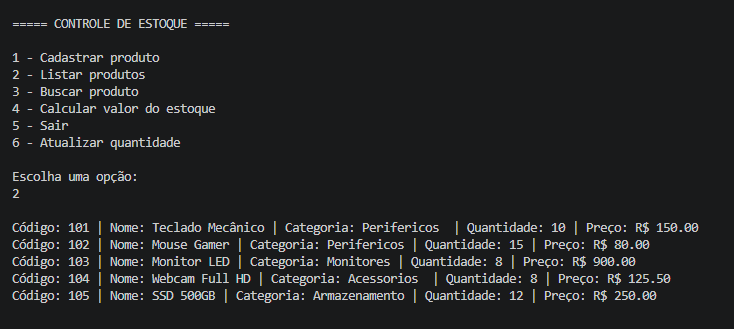 ===== CONTROLE DE ESTOQUE =====
1 - Cadastrar produto
2 - Listar produtos
3 - Buscar produto
4 - Calcular valor do estoque
5 - Sair
6 - Atualizar quantidade
Escolha uma opção:
2
Código: 101 | Nome: Teclado Mecânico | Categoria: Perifericos  | Quantidade: 10 | Preço: R$ 150.00
Código: 102 | Nome: Mouse Gamer | Categoria: Perifericos | Quantidade: 15 | Preço: R$ 80.00
Código: 103 | Nome: Monitor LED | Categoria: Monitores | Quantidade: 8 | Preço: R$ 900.00
Código: 104 | Nome: Webcam Full HD | Categoria: Acessorios  | Quantidade: 8 | Preço: R$ 125.50
Código: 105 | Nome: SSD 500GB | Categoria: Armazenamento | Quantidade: 12 | Preço: R$ 250.00